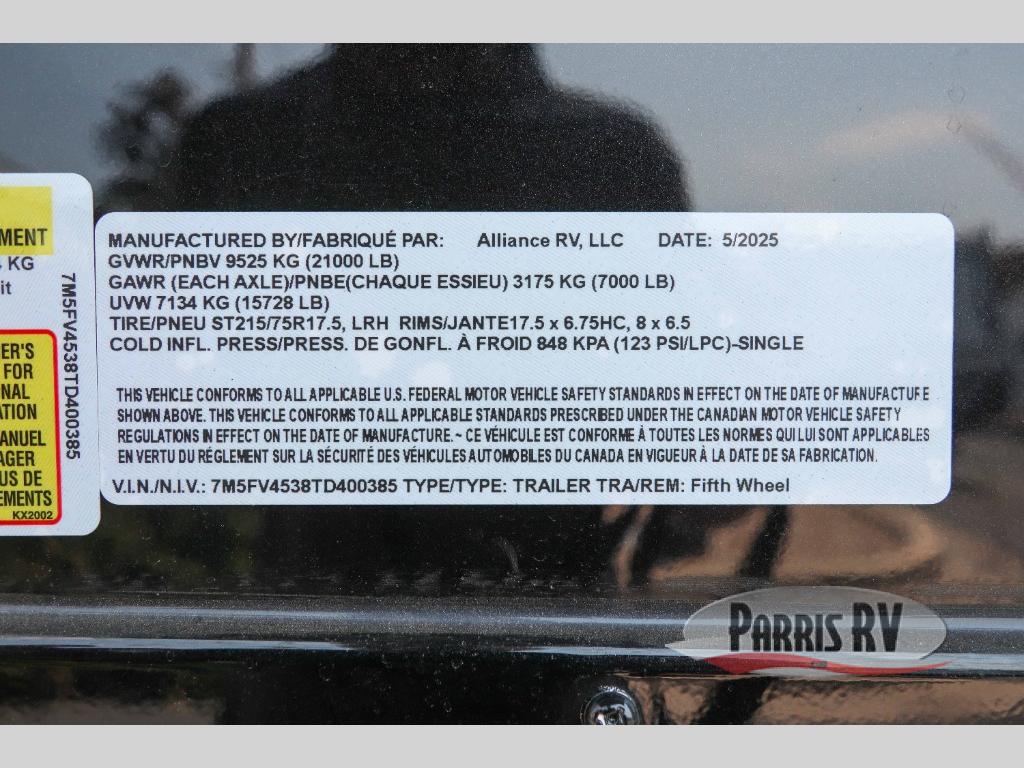 MENT
KG
it
7M5FV4538TD400385
ER'S
FOR
NAL
ATION
ANUEL
AGER
US DE
EMENTS
KX2002
MANUFACTURED BY/FABRIQUÉ PAR: Alliance RV, LLC DATE: 5/2025
GVWR/PNBV 9525 KG (21000 LB)
GAWR (EACH AXLE)/PNBE(CHAQUE ESSIEU) 3175 KG (7000 LB)
UVW 7134 KG (15728 LB)
TIRE/PNEU ST215/75R17.5, LRH RIMS/JANTE17.5 x 6.75HC, 8 x 6.5
COLD INFL. PRESS/PRESS. DE GONFL. À FROID 848 KPA (123 PSI/LPC)-SINGLE
THIS VEHICLE CONFORMS TO ALL APPLICABLE U.S. FEDERAL MOTOR VEHICLE SAFETY STANDARDS IN EFFECT ON THE DATE OF MANUFACTURE
SHOWN ABOVE. THIS VEHICLE CONFORMS TO ALL APPLICABLE STANDARDS PRESCRIBED UNDER THE CANADIAN MOTOR VEHICLE SAFETY
REGULATIONS IN EFFECT ON THE DATE OF MANUFACTURE. ~ CE VÉHICULE EST CONFORME À TOUTES LES NORMES QUI LUI SONT APPLICABLES
EN VERTU DU RÉGLEMENT SUR LA SÉCURITÉ DES VÉHICULES AUTOMOBILES DU CANADA EN VIGUEUR À LA DATE DE SA FABRICATION.
V.I.N./N.I.V.: 7M5FV4538TD400385 TYPE/TYPE: TRAILER TRA/REM: Fifth Wheel
PARRIS RV